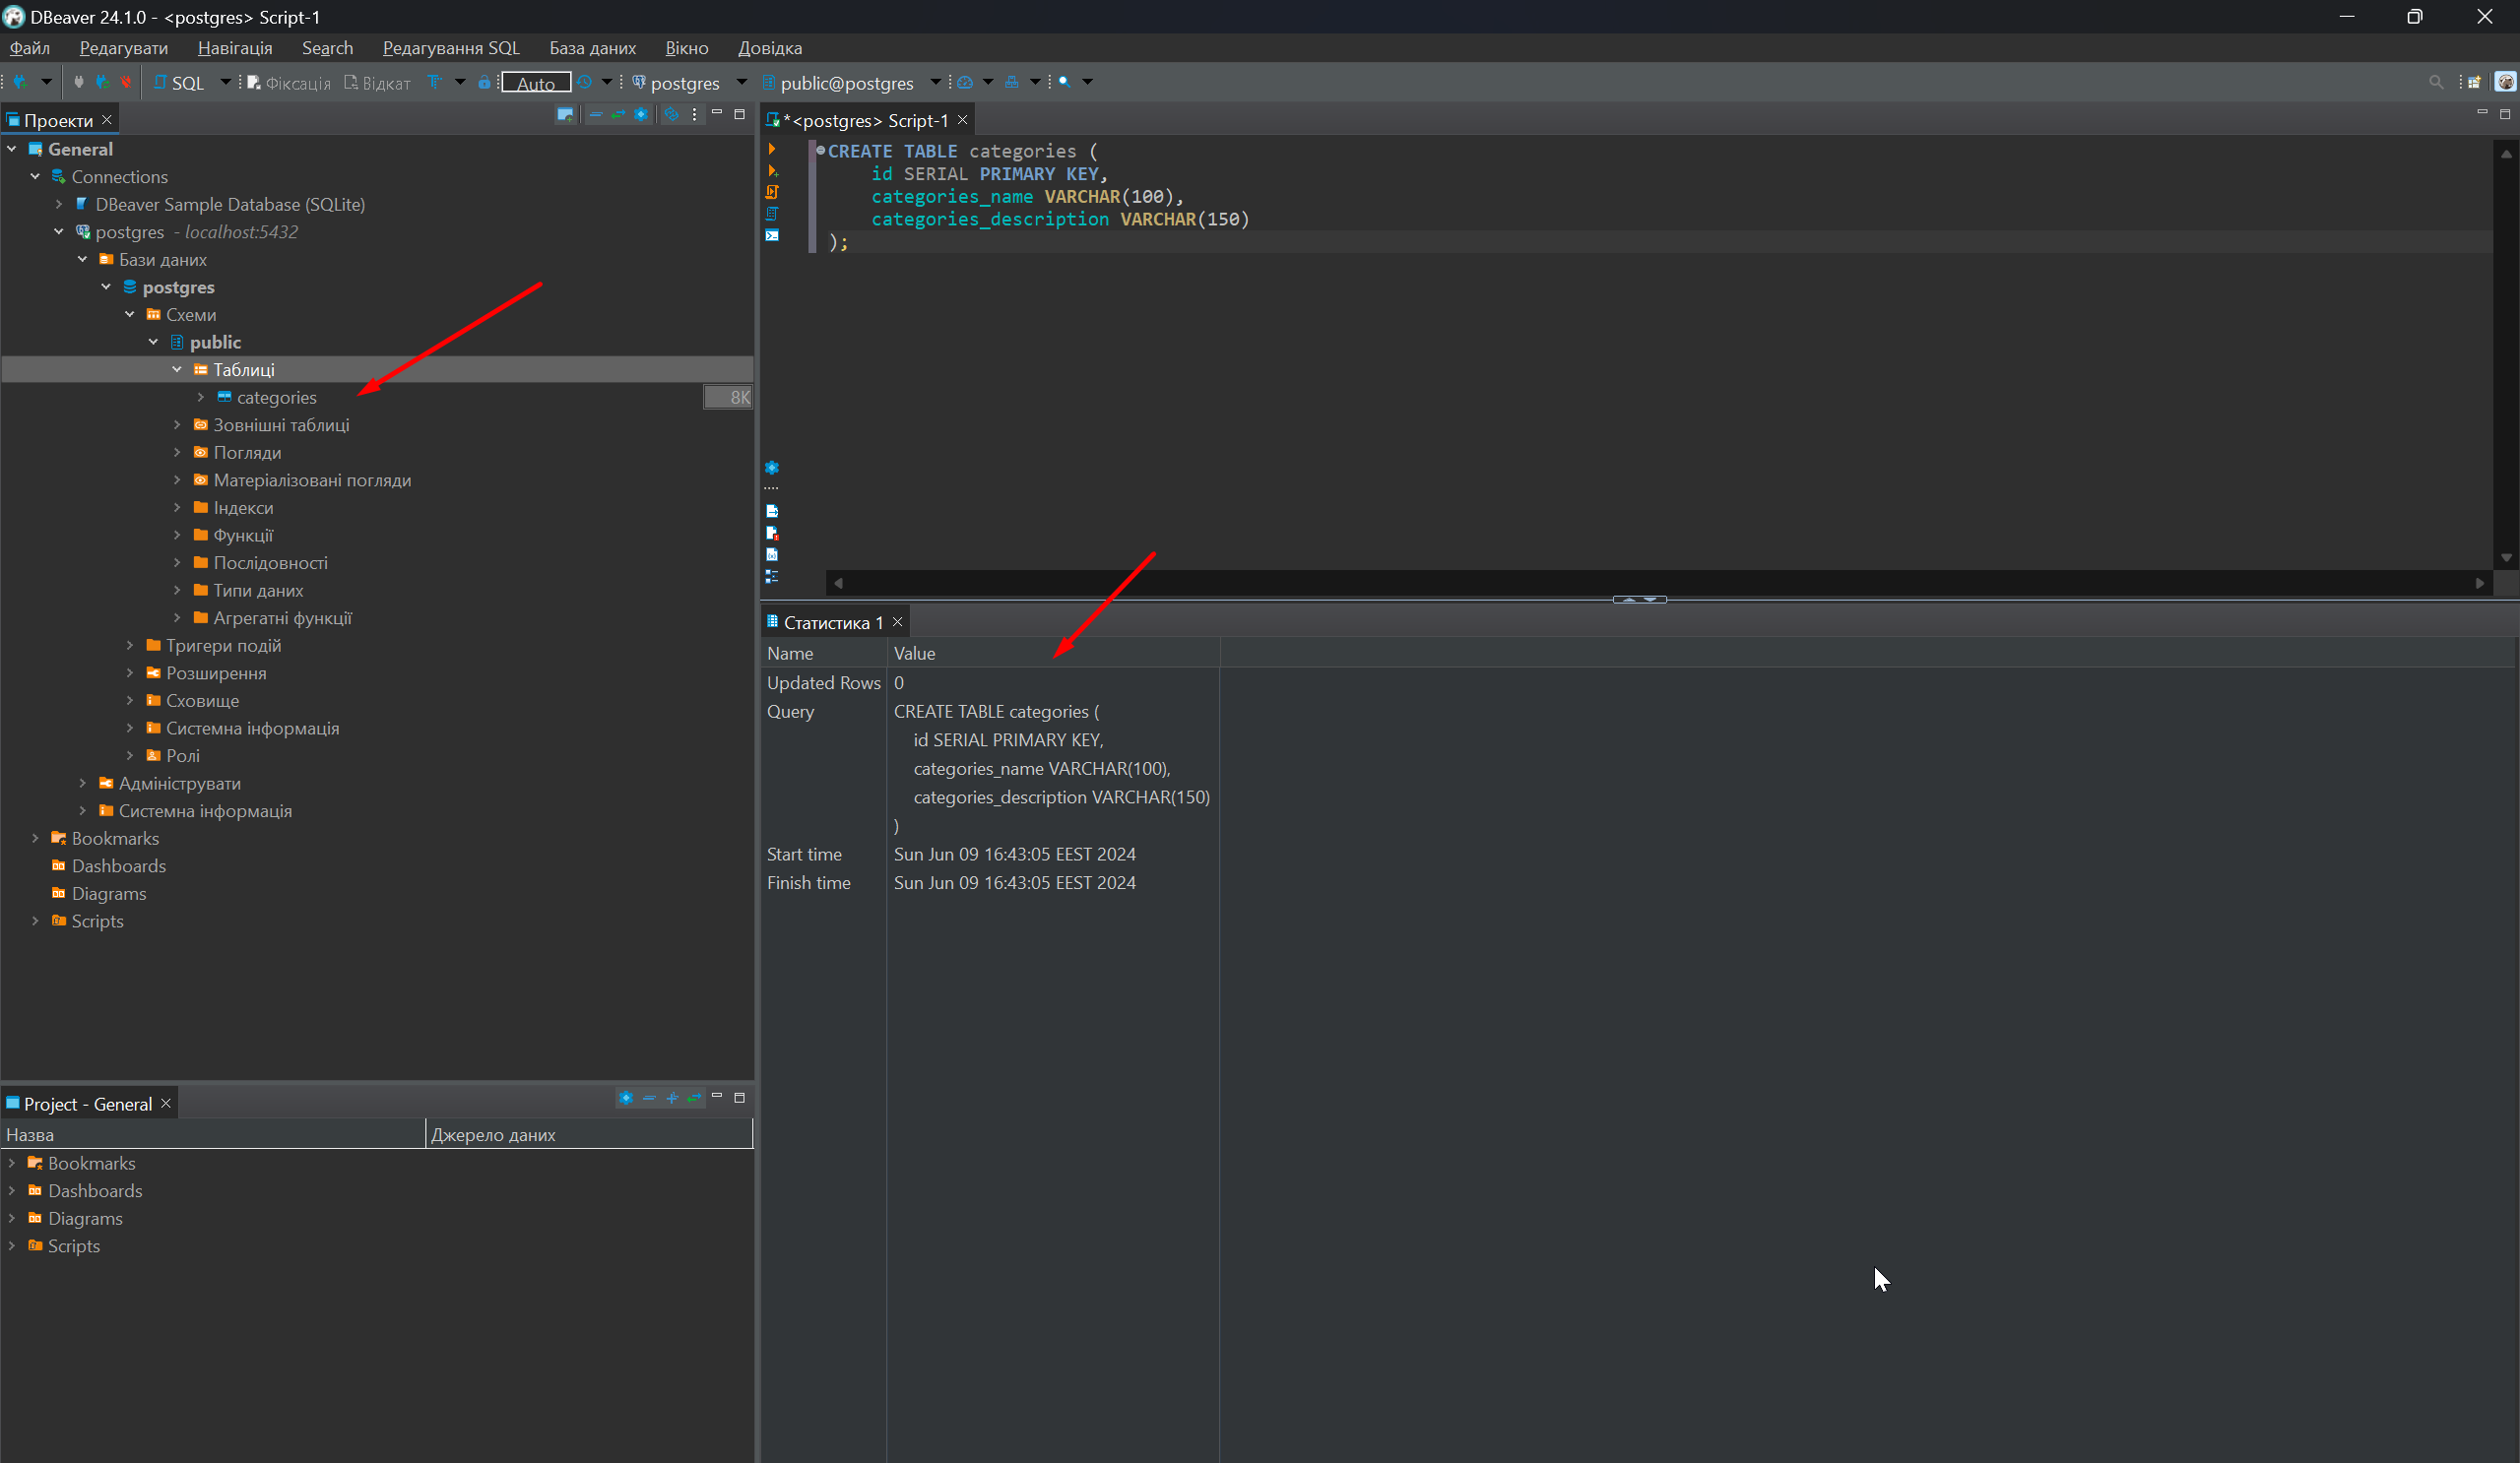 DBeaver 24.1.0 - <postgres> Script-1
Файл Редагувати Навігація Search Редагування SQL База даних Вікно Довідка
SQL Фіксація Відкат Auto postgres public@postgres
Проекти
General
Connections
DBeaver Sample Database (SQLite)
postgres - localhost:5432
Бази даних
postgres
Схеми
public
Таблиці
categories 8K
Зовнішні таблиці
Погляди
Матеріалізовані погляди
Індекси
Функції
Послідовності
Типи даних
Агрегатні функції
Тригери подій
Розширення
Сховище
Системна інформація
Ролі
Адмініструвати
Системна інформація
Bookmarks
Dashboards
Diagrams
Scripts
Project - General
Назва Джерело даних
Bookmarks
Dashboards
Diagrams
Scripts
*<postgres> Script-1
CREATE TABLE categories (
id SERIAL PRIMARY KEY,
categories_name VARCHAR(100),
categories_description VARCHAR(150)
);
Статистика 1
Name Value
Updated Rows 0
Query CREATE TABLE categories (
id SERIAL PRIMARY KEY,
categories_name VARCHAR(100),
categories_description VARCHAR(150)
)
Start time Sun Jun 09 16:43:05 EEST 2024
Finish time Sun Jun 09 16:43:05 EEST 2024